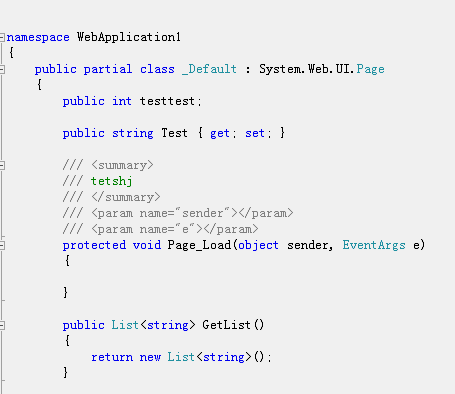 namespace WebApplication1
{
public partial class _Default : System.Web.UI.Page
{
public int testtest;
public string Test { get; set; }
/// <summary>
/// tetshj
/// </summary>
/// <param name="sender"></param>
/// <param name="e"></param>
protected void Page_Load(object sender, EventArgs e)
{
}
public List<string> GetList()
{
return new List<string>();
}